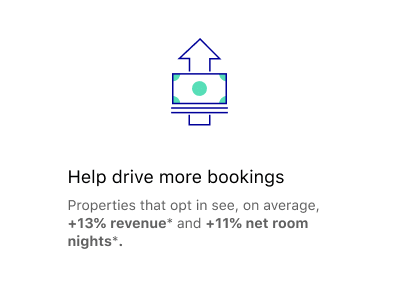 Help drive more bookings
Properties that opt in see, on average,
+13% revenue* and +11% net room
nights*.